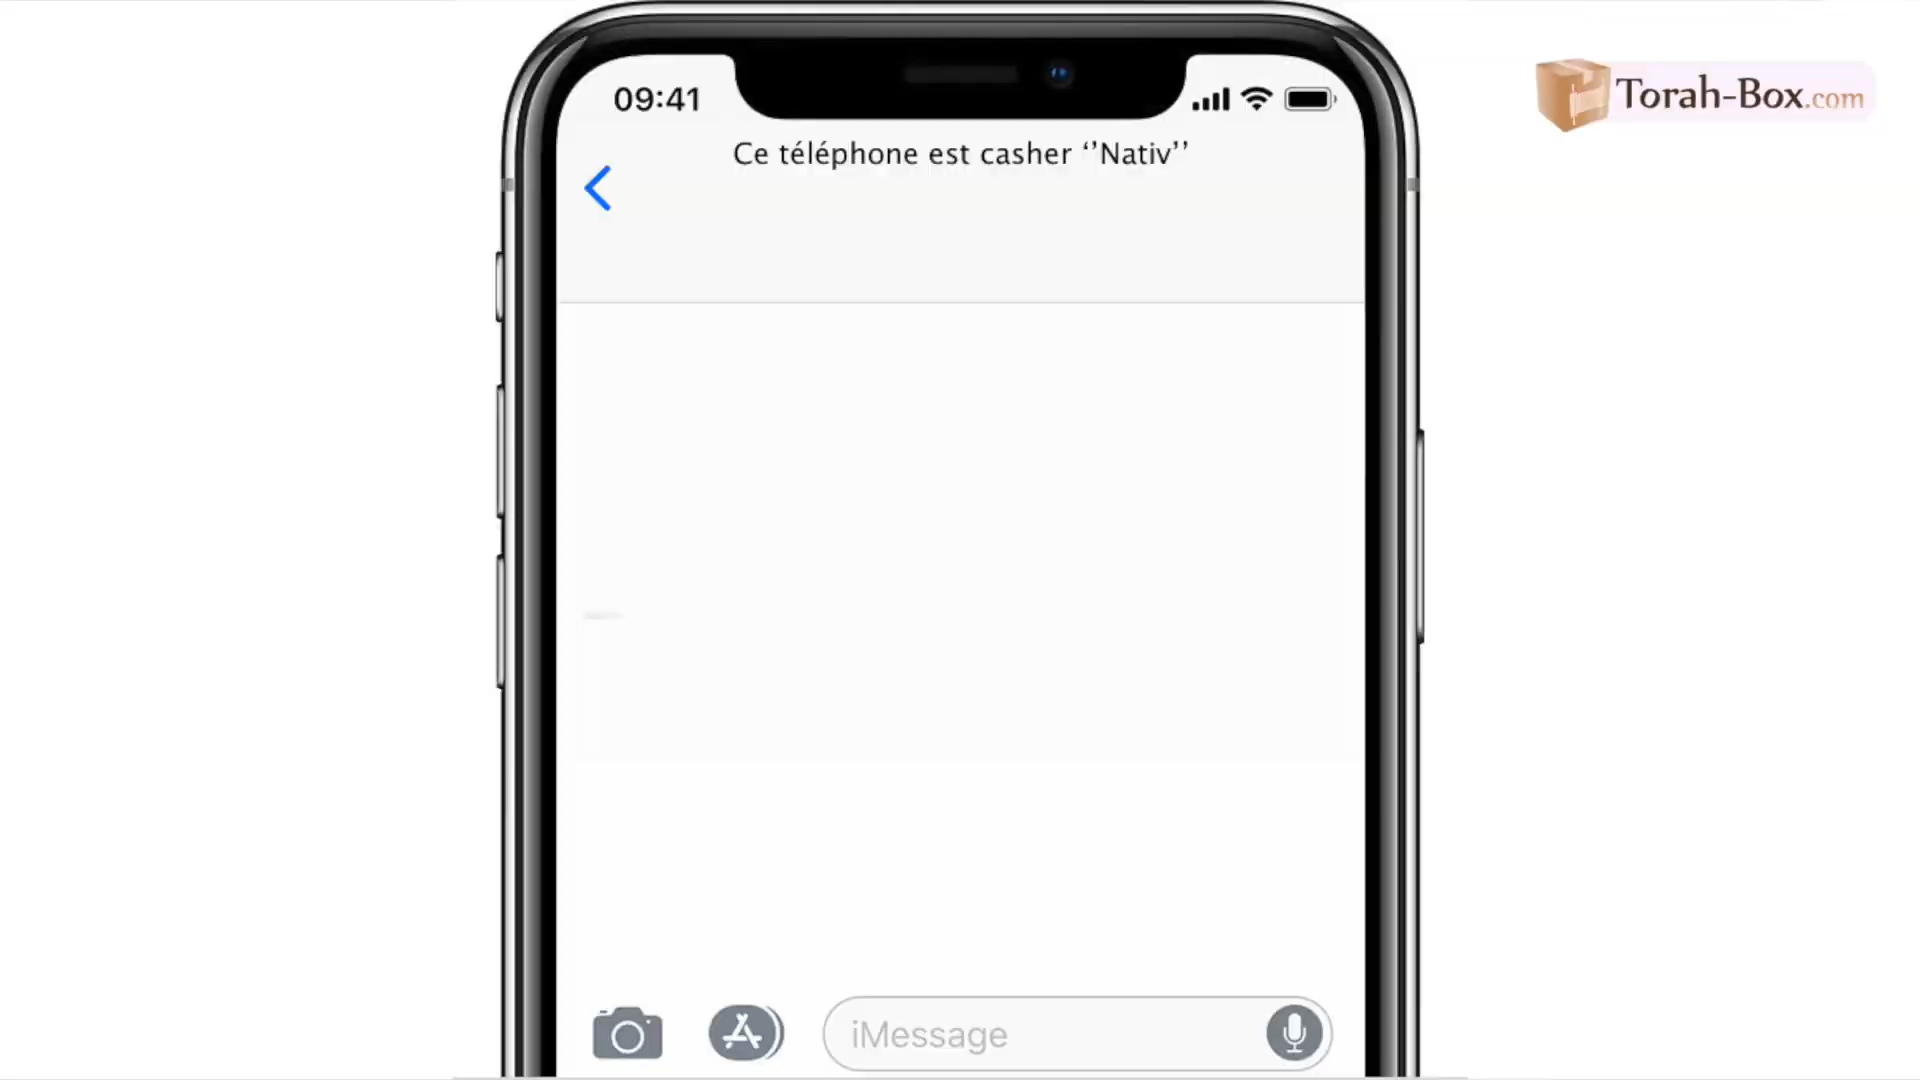 09:41
Torah-Box.com
Ce téléphone est casher ‘’Nativ’’
iMessage